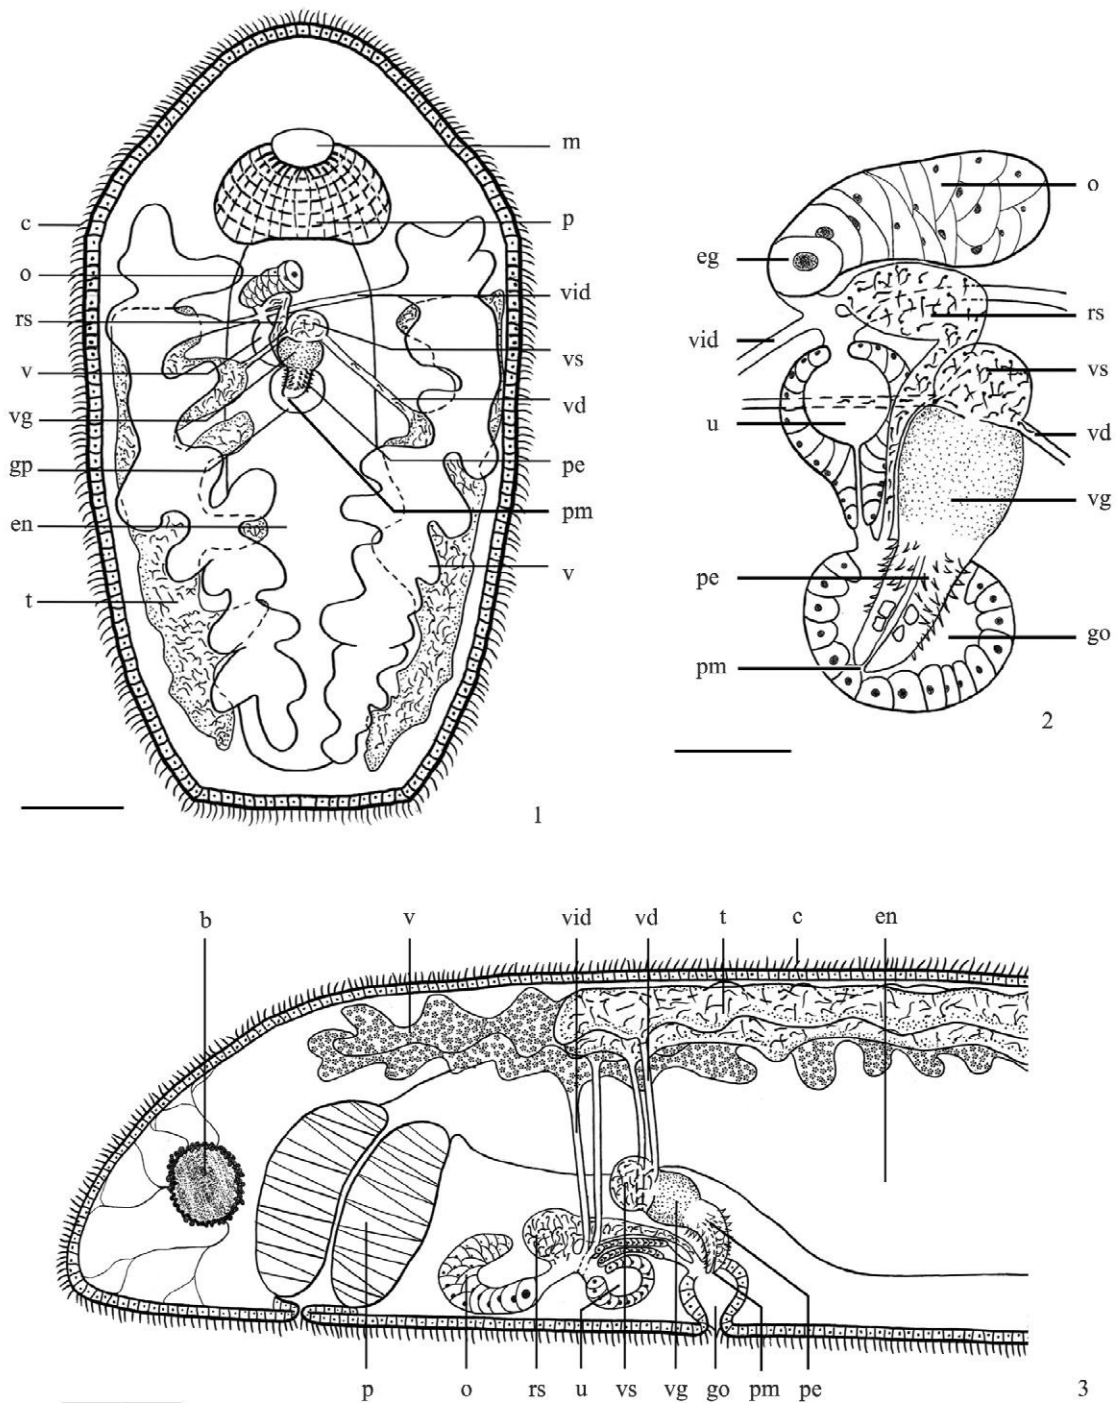 m
p
c
o
vid
rs
vs
v
vd
vg
pe
gp
pm
en
v
t
1
o
eg
rs
vid
vs
u
vd
vg
pe
go
pm
2
b v vid vd t c en
p o rs u vs vg go pm pe
3